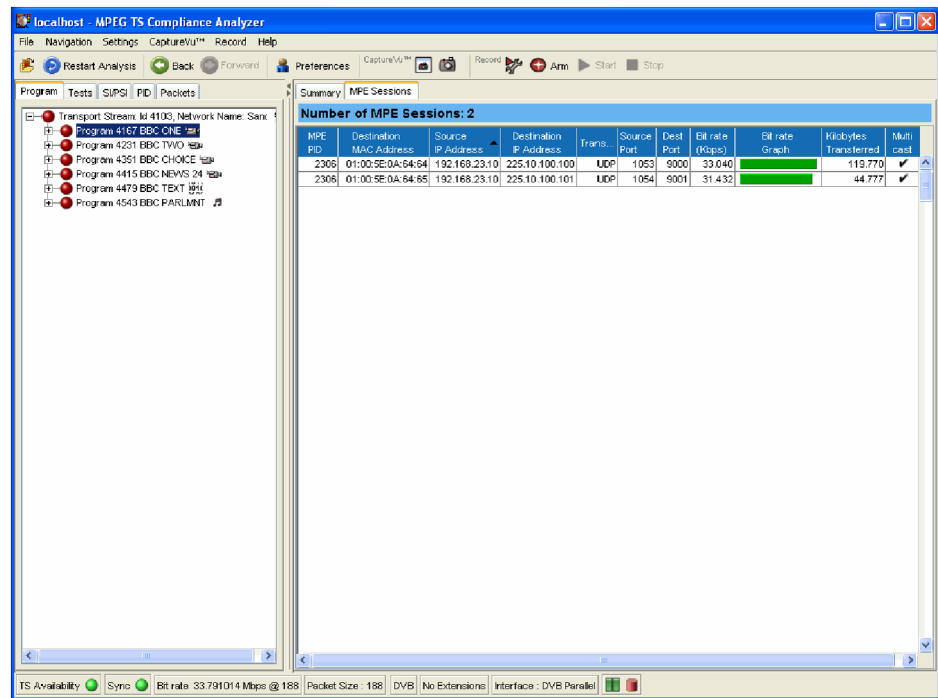 localhost - MPEG TS Compliance Analyzer
File Navigation Settings CaptureVu™ Record Help
Restart Analysis Back Forward Preferences CaptureVu™ Record Arm Start Stop
Program Tests SI/PSI PID Packets
Summary MPE Sessions
Transport Stream: Id 4103, Network Name:
Program 4167 BBC ONE
Program 4231 BBC TWO
Program 4351 BBC CHOICE
Program 4415 BBC NEWS 24
Program 4479 BBC TEXT
Program 4543 BBC PARLMNT
Number of MPE Sessions: 2
MPE PID Destination MAC Address Source IP Address Destination IP Address Trans... Source Port Dest Port Bit rate (Kbps) Bit rate Graph Kilobytes Transferred Multi cast
2306 01:00:5E:0A:64:64 192.168.23.10 225.10.100.100 UDP 1053 9000 33.040 119.770 ✔
2306 01:00:5E:0A:64:65 192.168.23.10 225.10.100.101 UDP 1054 9001 31.432 44.777 ✔
TS Availability Sync Bit rate 33.791014 Mbps @ 188 Packet Size : 188 DVB No Extensions Interface : DVB Parallel